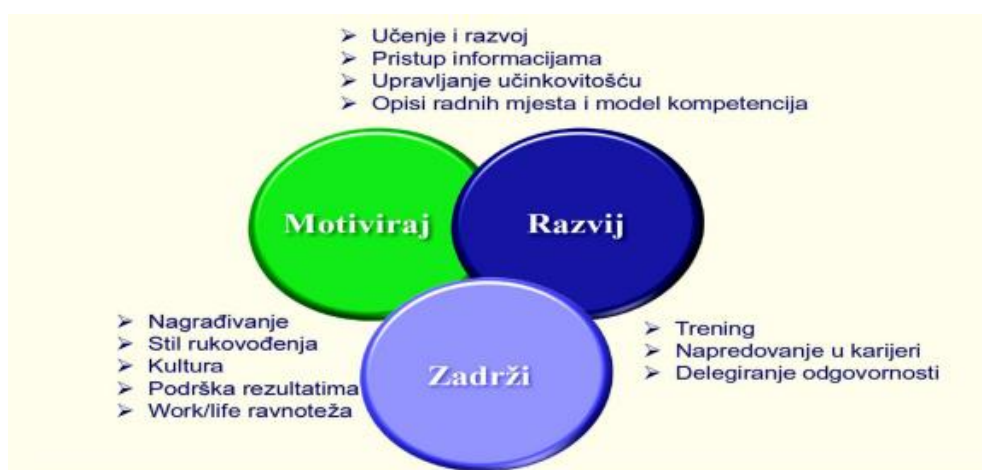 ➢ Učenje i razvoj
➢ Pristup informacijama
➢ Upravljanje učinkovitošću
➢ Opisi radnih mjesta i model kompetencija
Motiviraj
Razvij
➢ Nagrađivanje
➢ Stil rukovođenja
➢ Kultura
➢ Podrška rezultatima
➢ Work/life ravnoteža
Zadrži
➢ Trening
➢ Napredovanje u karijeri
➢ Delegiranje odgovornosti